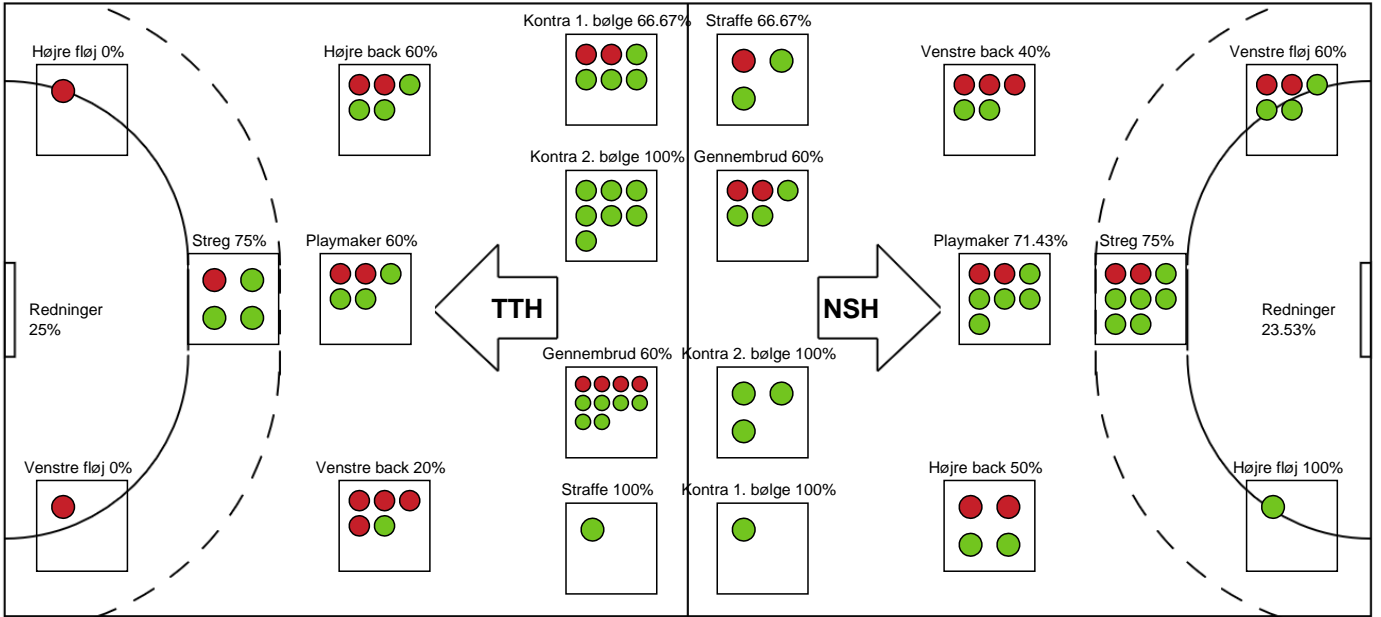 Kontra 1. bølge 66.67%
Straffe 66.67%
Højre fløj 0%
Højre back 60%
Venstre back 40%
Venstre fløj 60%
Kontra 2. bølge 100%
Gennembrud 60%
Streg 75%
Playmaker 60%
Playmaker 71.43%
Streg 75%
Redninger
25%
TTH
NSH
Redninger
23.53%
Gennembrud 60%
Kontra 2. bølge 100%
Venstre fløj 0%
Venstre back 20%
Straffe 100%
Kontra 1. bølge 100%
Højre back 50%
Højre fløj 100%